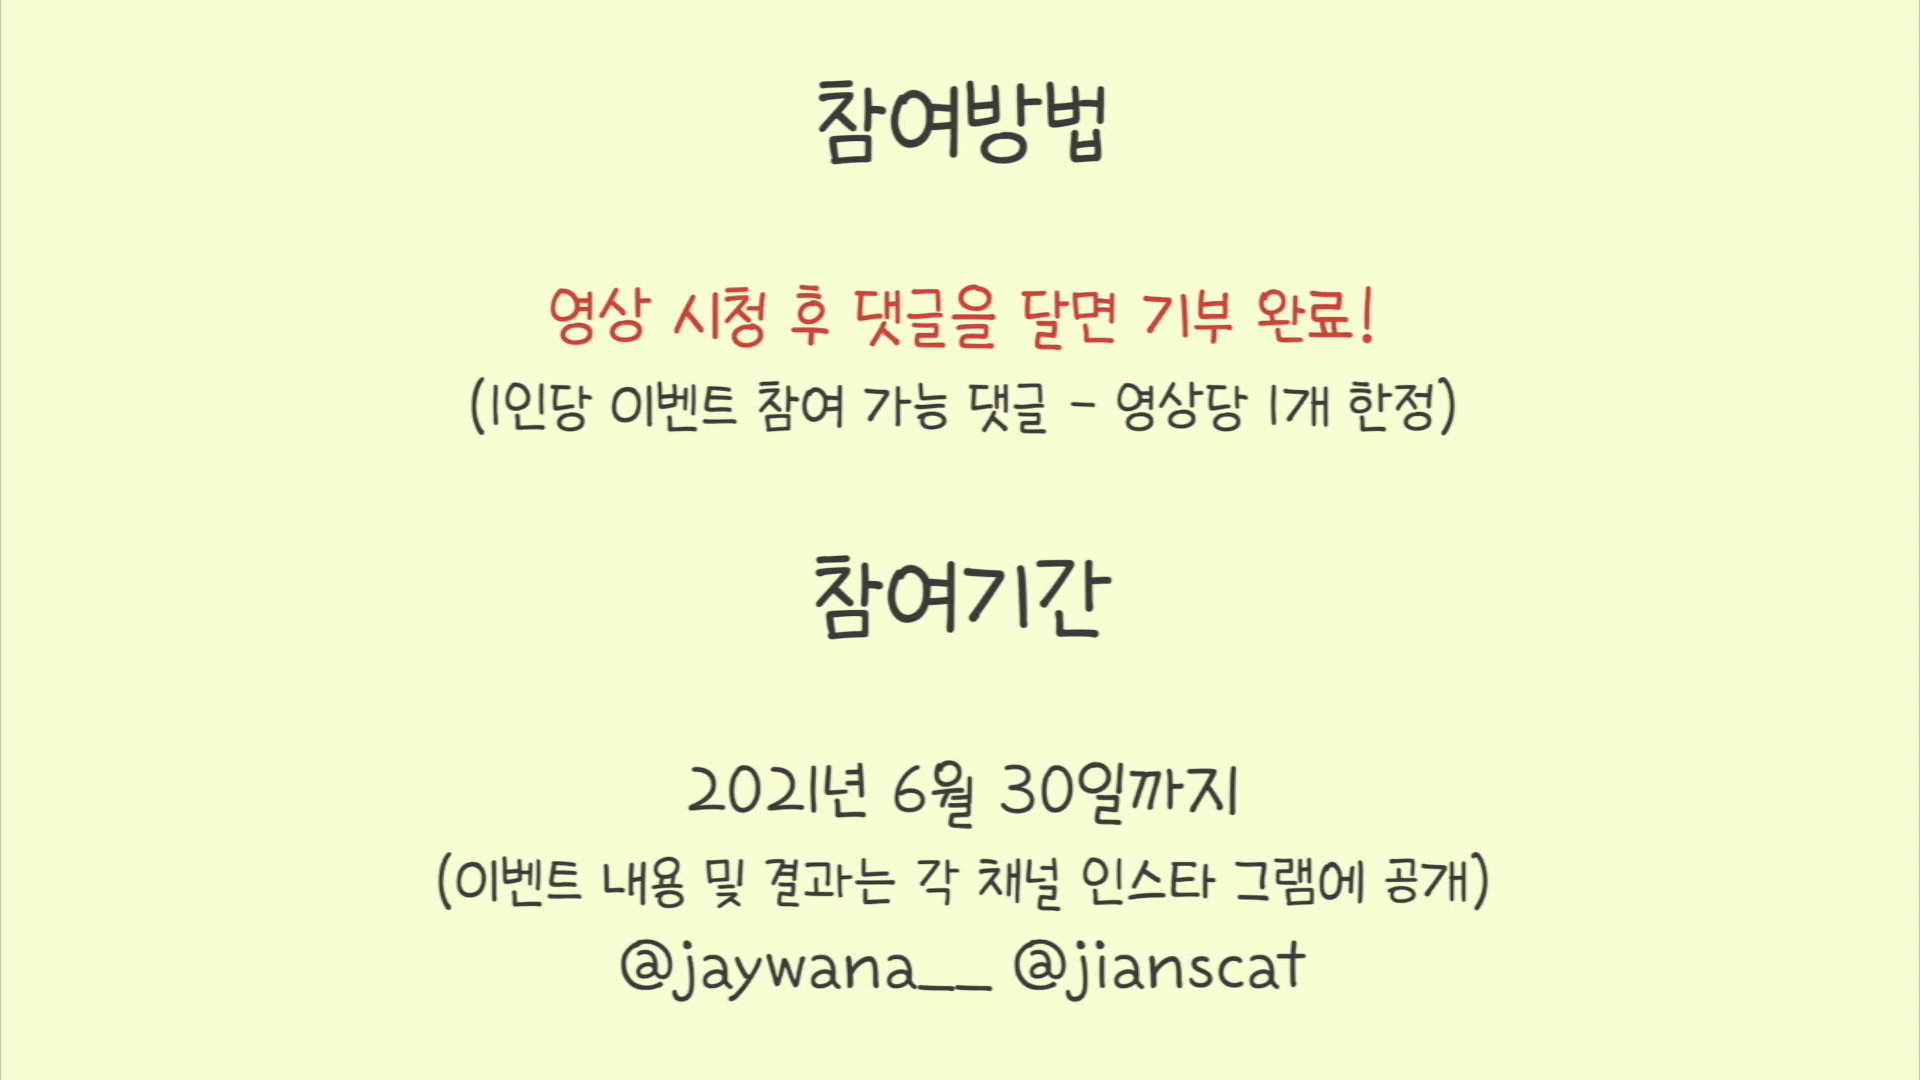 참여방법
영상 시청 후 댓글을 달면 기부 완료!
(1인당 이벤트 참여 가능 댓글 - 영상당 1개 한정)
참여기간
2021년 6월 30일까지
(이벤트 내용 및 결과는 각 채널 인스타 그램에 공개)
@jaywana__ @jianscat